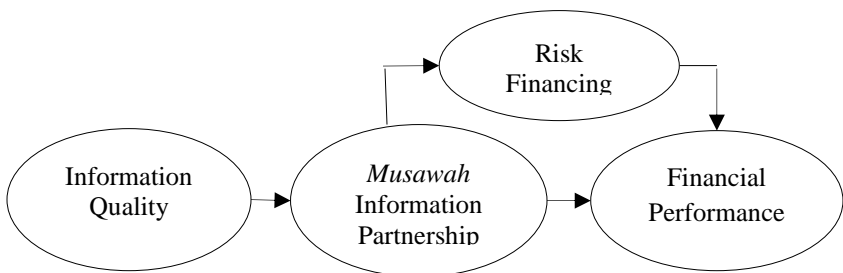 Risk
Financing
Information
Quality
Musawah
Information
Partnership
Financial
Performance